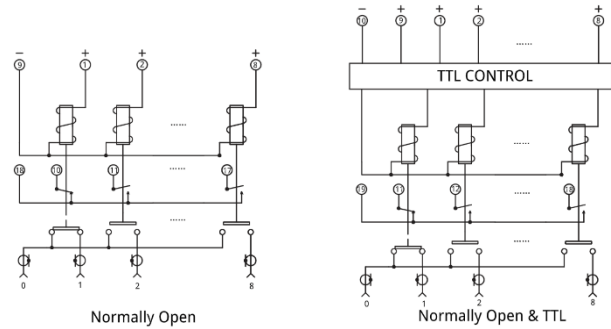 − + + +
9 1 2 8
......
18 10 11 ...... 17
......
0 1 2 8
Normally Open
− + + + +
10 9 1 2 ...... 8
TTL CONTROL
......
19 11 12 ...... 18
......
0 1 2 8
Normally Open & TTL